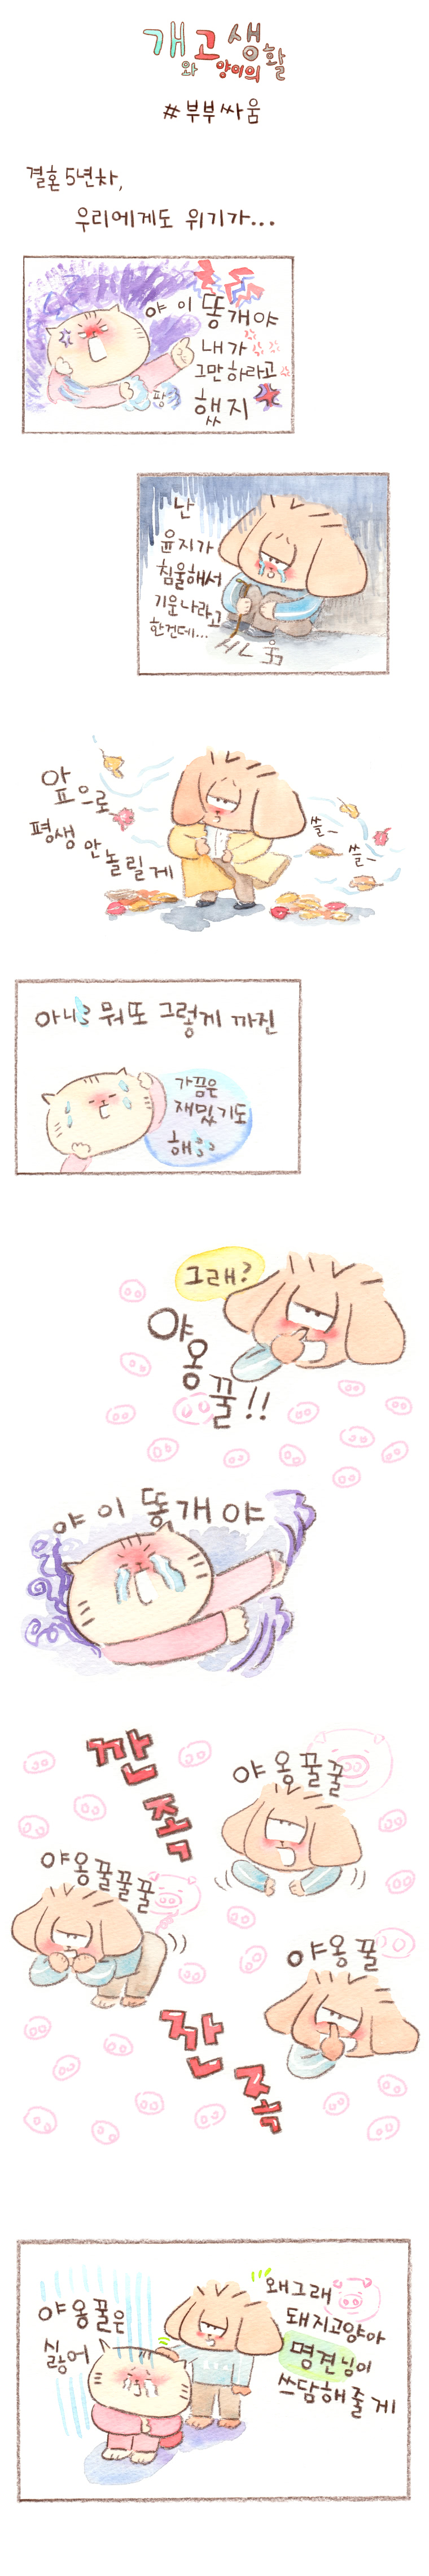 개와 고양이의 생활
#부부싸움
결혼 5년차,
우리에게도 위기가...
야 이 똥개야
내가
그만하라고
했지
팡
난
윤지가
침울해서
기운나라고
한건데...
앞으로
평생 안 놀릴게
쓸~
쓸~
아니 뭐 또 그렇게 까진
가끔은
재밌기도
해;;
그래?
야옹
꿀!!
야 이 똥개야
깐
족
야옹꿀꿀
야옹꿀꿀꿀
야옹꿀
깐
족
왜그래
돼지고양아
명견님이
쓰담해줄게
야옹꿀은
싫어